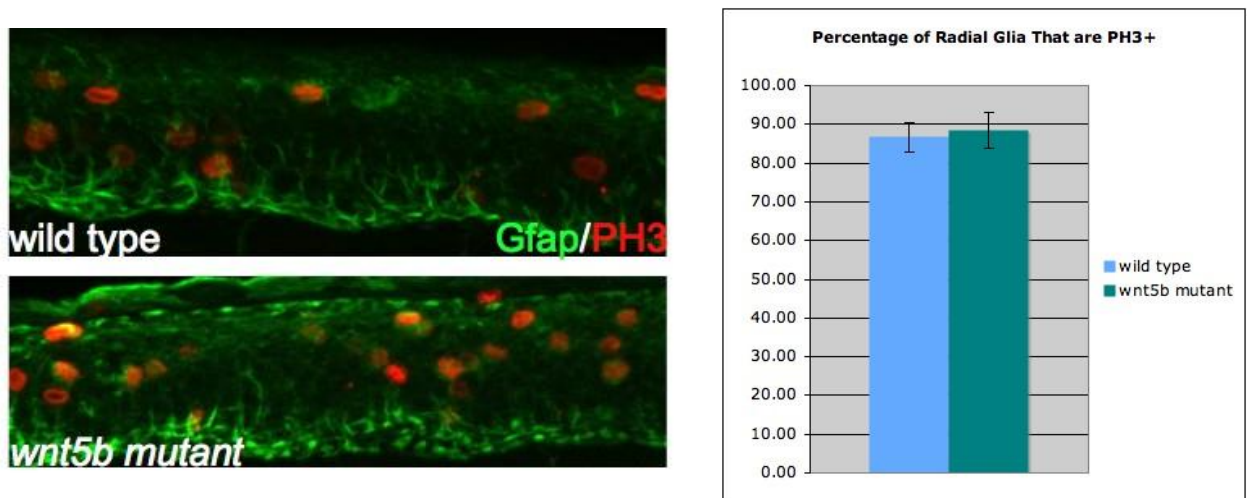 wild type
Gfap/PH3
wnt5b mutant
Percentage of Radial Glia That are PH3+
100.00
90.00
80.00
70.00
60.00
50.00
40.00
30.00
20.00
10.00
0.00
wild type
wnt5b mutant